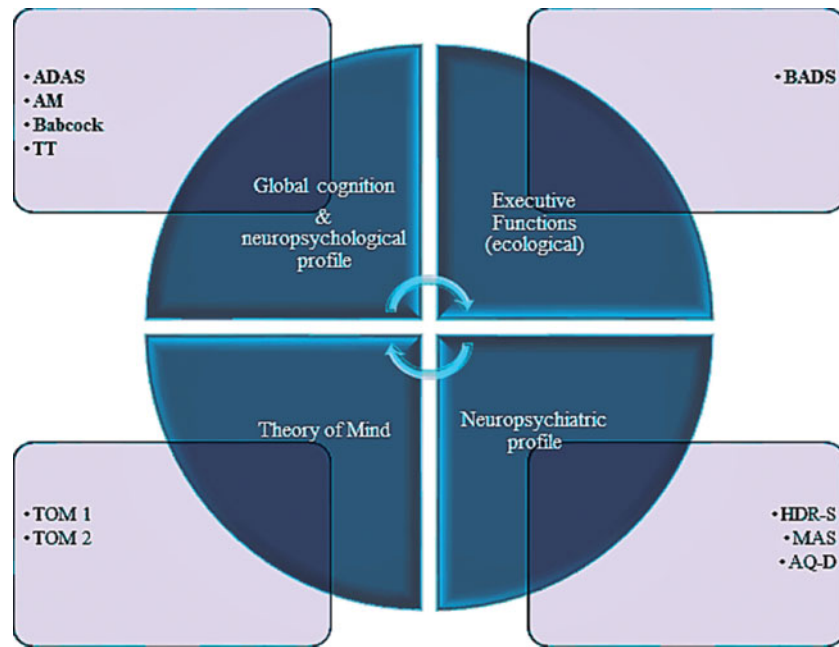 •ADAS
•AM
•Babcock
•TT
•BADS
Global cognition
&
neuropsychological
profile
Executive
Functions
(ecological)
Theory of Mind
Neuropsychiatric
profile
•TOM 1
•TOM 2
•HDR-S
•MAS
•AQ-D